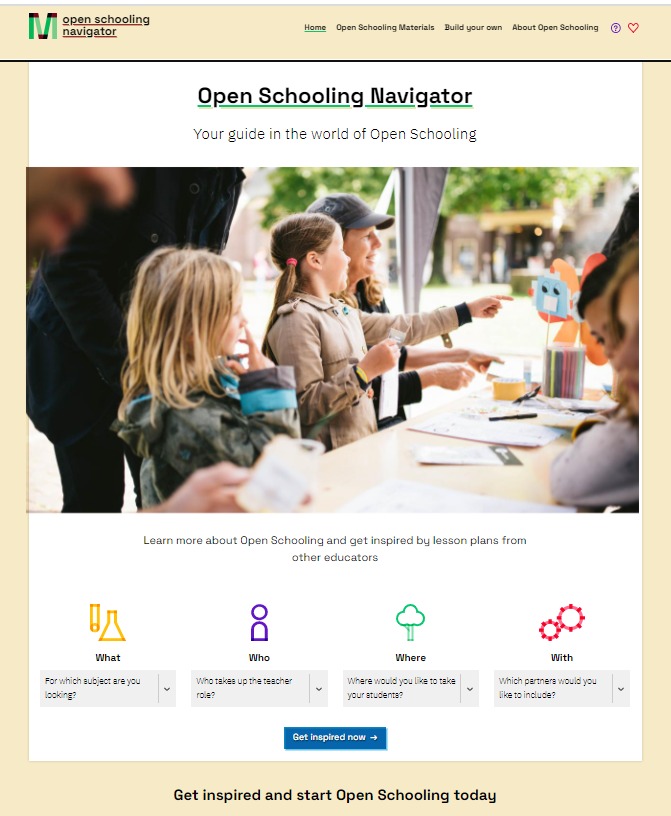 open schooling
navigator
Home Open Schooling Materials Build your own About Open Schooling
Open Schooling Navigator
Your guide in the world of Open Schooling
Learn more about Open Schooling and get inspired by lesson plans from
other educators
What
For which subject are you
looking?
Who
Who takes up the teacher
role?
Where
Where would you like to take
your students?
With
Which partners would you
like to include?
Get inspired now →
Get inspired and start Open Schooling today